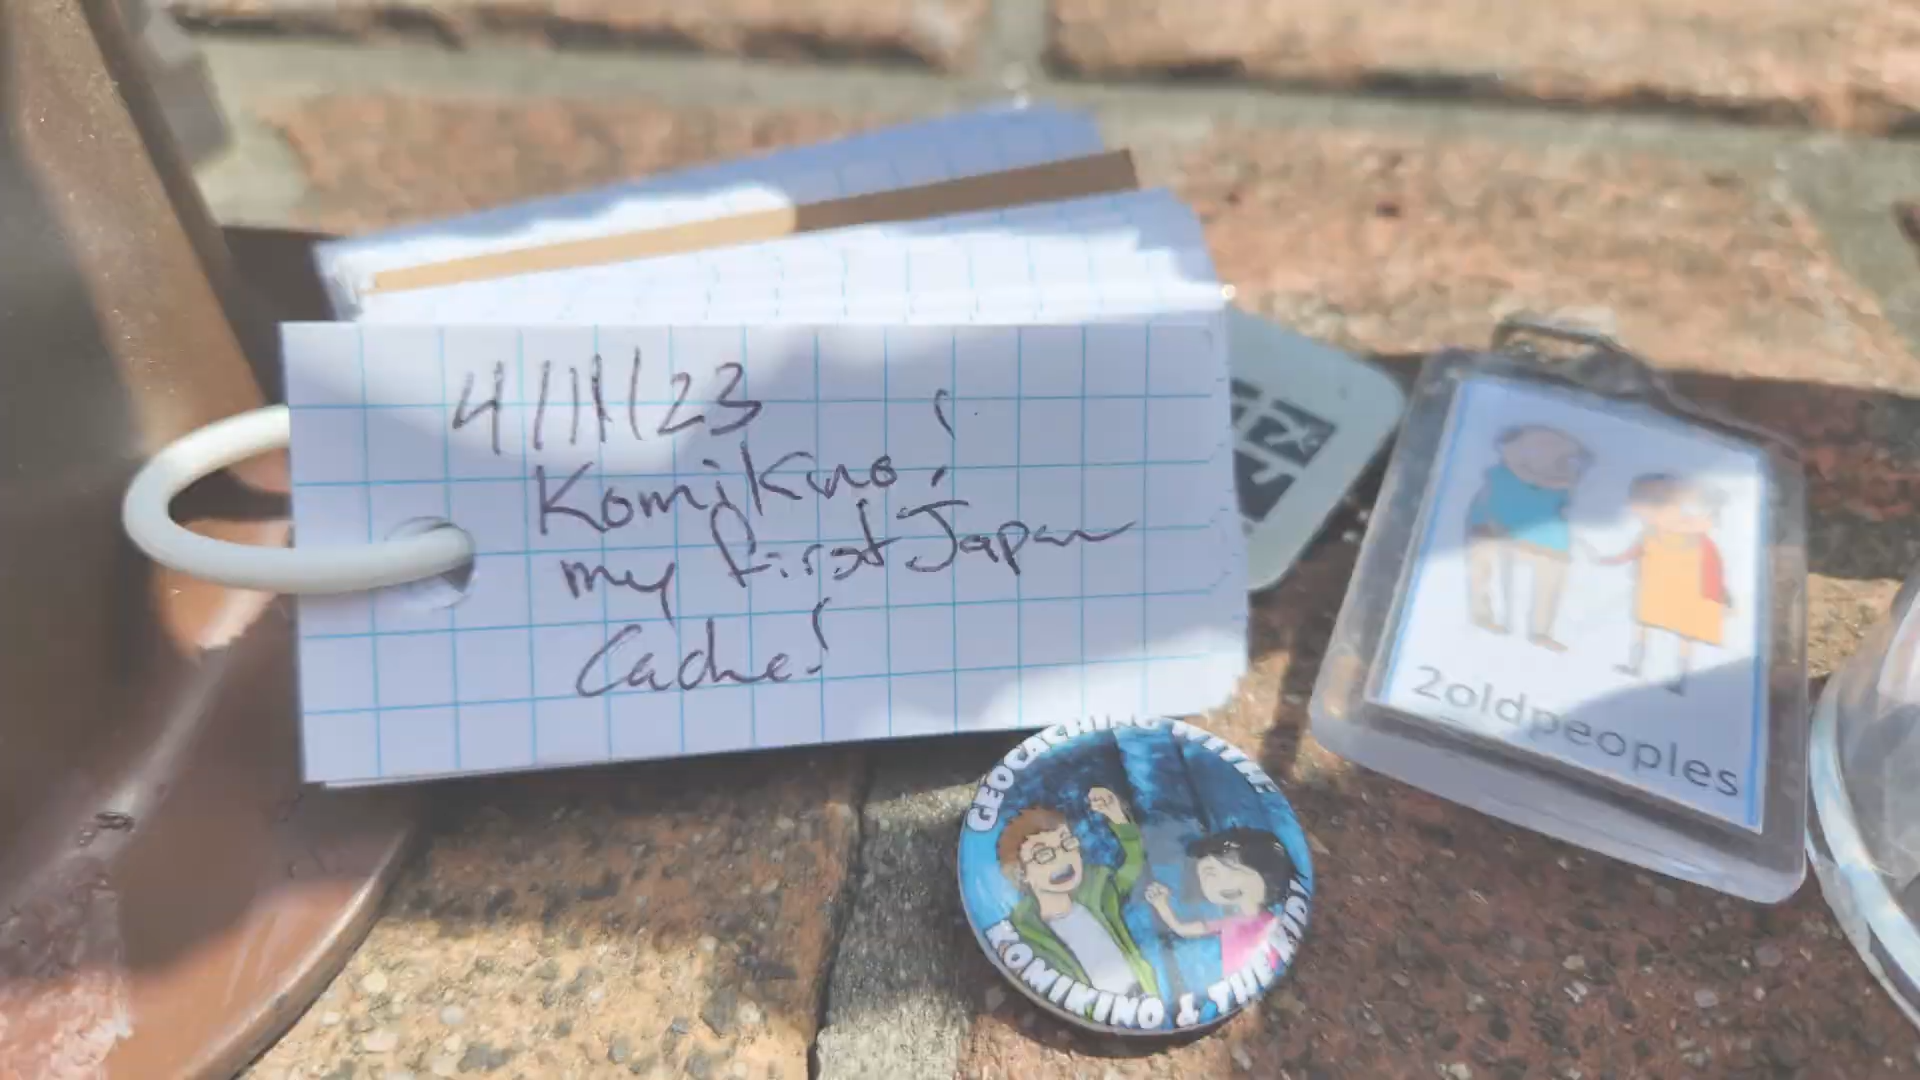 4/11/23
Komikino!
my first Japan
Cache!
2oldpeoples
GEOCACHING WITH
KOMIKINO & THE KID!